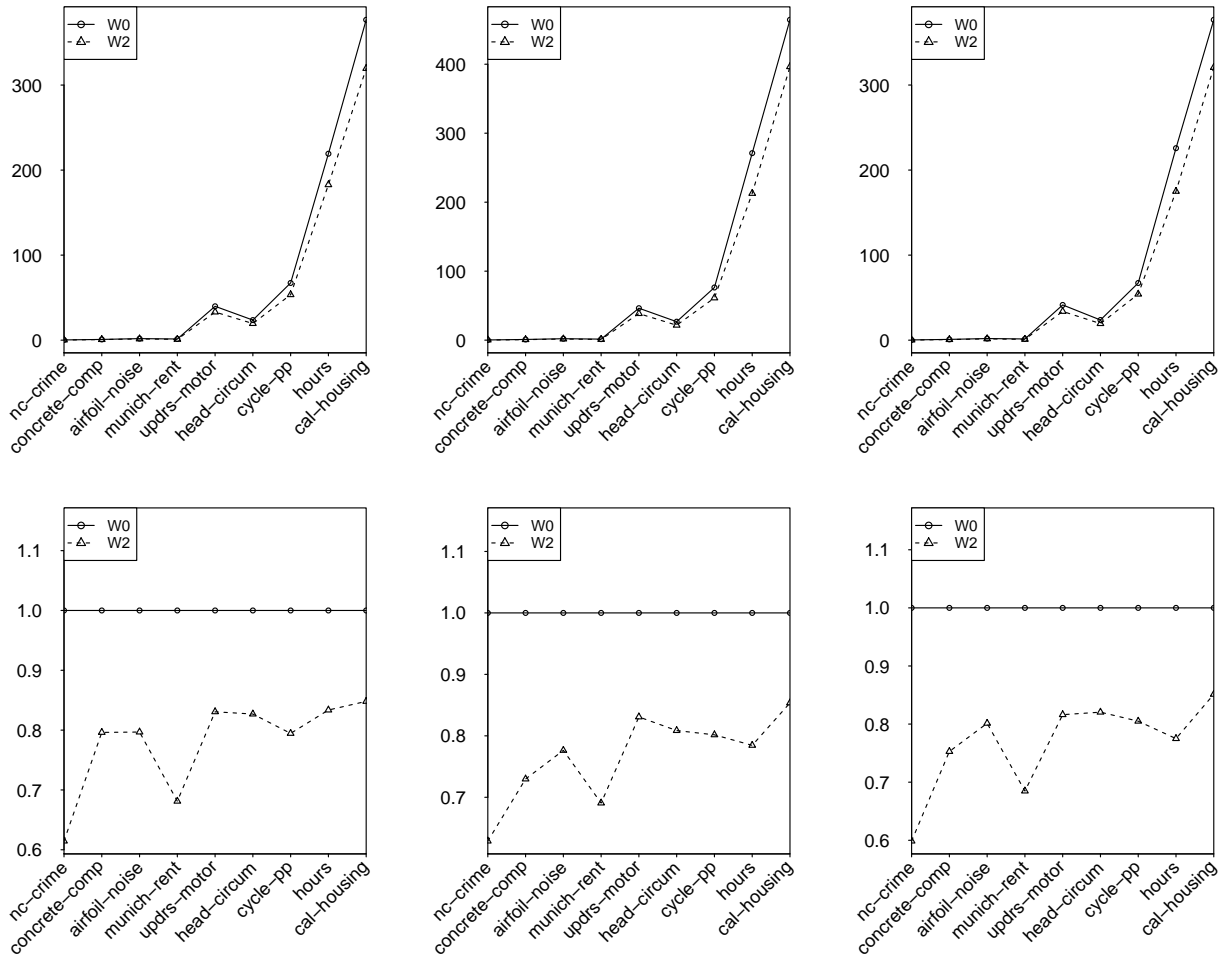 W0
W2
300
200
100
0
nc−crime
concrete−comp
airfoil−noise
munich−rent
updrs−motor
head−circum
cycle−pp
hours
cal−housing
W0
W2
400
300
200
100
0
nc−crime
concrete−comp
airfoil−noise
munich−rent
updrs−motor
head−circum
cycle−pp
hours
cal−housing
W0
W2
300
200
100
0
nc−crime
concrete−comp
airfoil−noise
munich−rent
updrs−motor
head−circum
cycle−pp
hours
cal−housing
W0
W2
1.1
1.0
0.9
0.8
0.7
0.6
nc−crime
concrete−comp
airfoil−noise
munich−rent
updrs−motor
head−circum
cycle−pp
hours
cal−housing
W0
W2
1.1
1.0
0.9
0.8
0.7
nc−crime
concrete−comp
airfoil−noise
munich−rent
updrs−motor
head−circum
cycle−pp
hours
cal−housing
W0
W2
1.1
1.0
0.9
0.8
0.7
0.6
nc−crime
concrete−comp
airfoil−noise
munich−rent
updrs−motor
head−circum
cycle−pp
hours
cal−housing